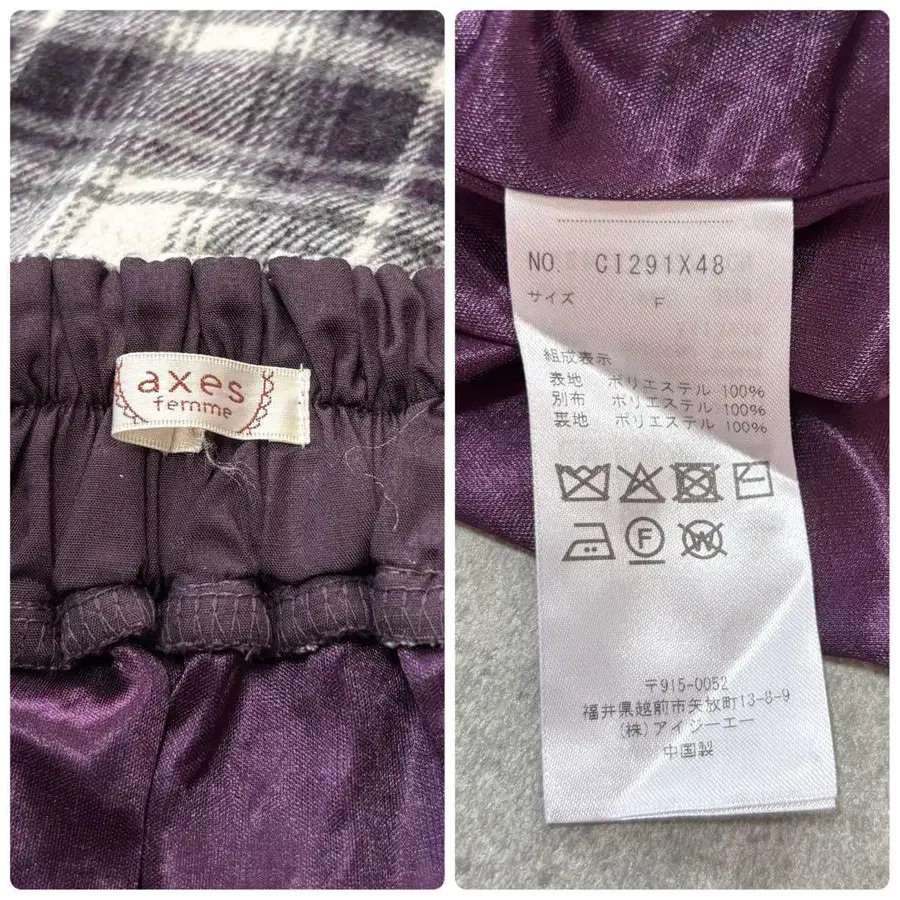 axes
femme
NO. CI291X48
サイズ F
組成表示
表地 ポリエステル 100%
別布 ポリエステル 100%
裏地 ポリエステル 100%
F
W
〒915-0052
福井県越前市矢放町13-8-9
(株)アイジーエー
中国製